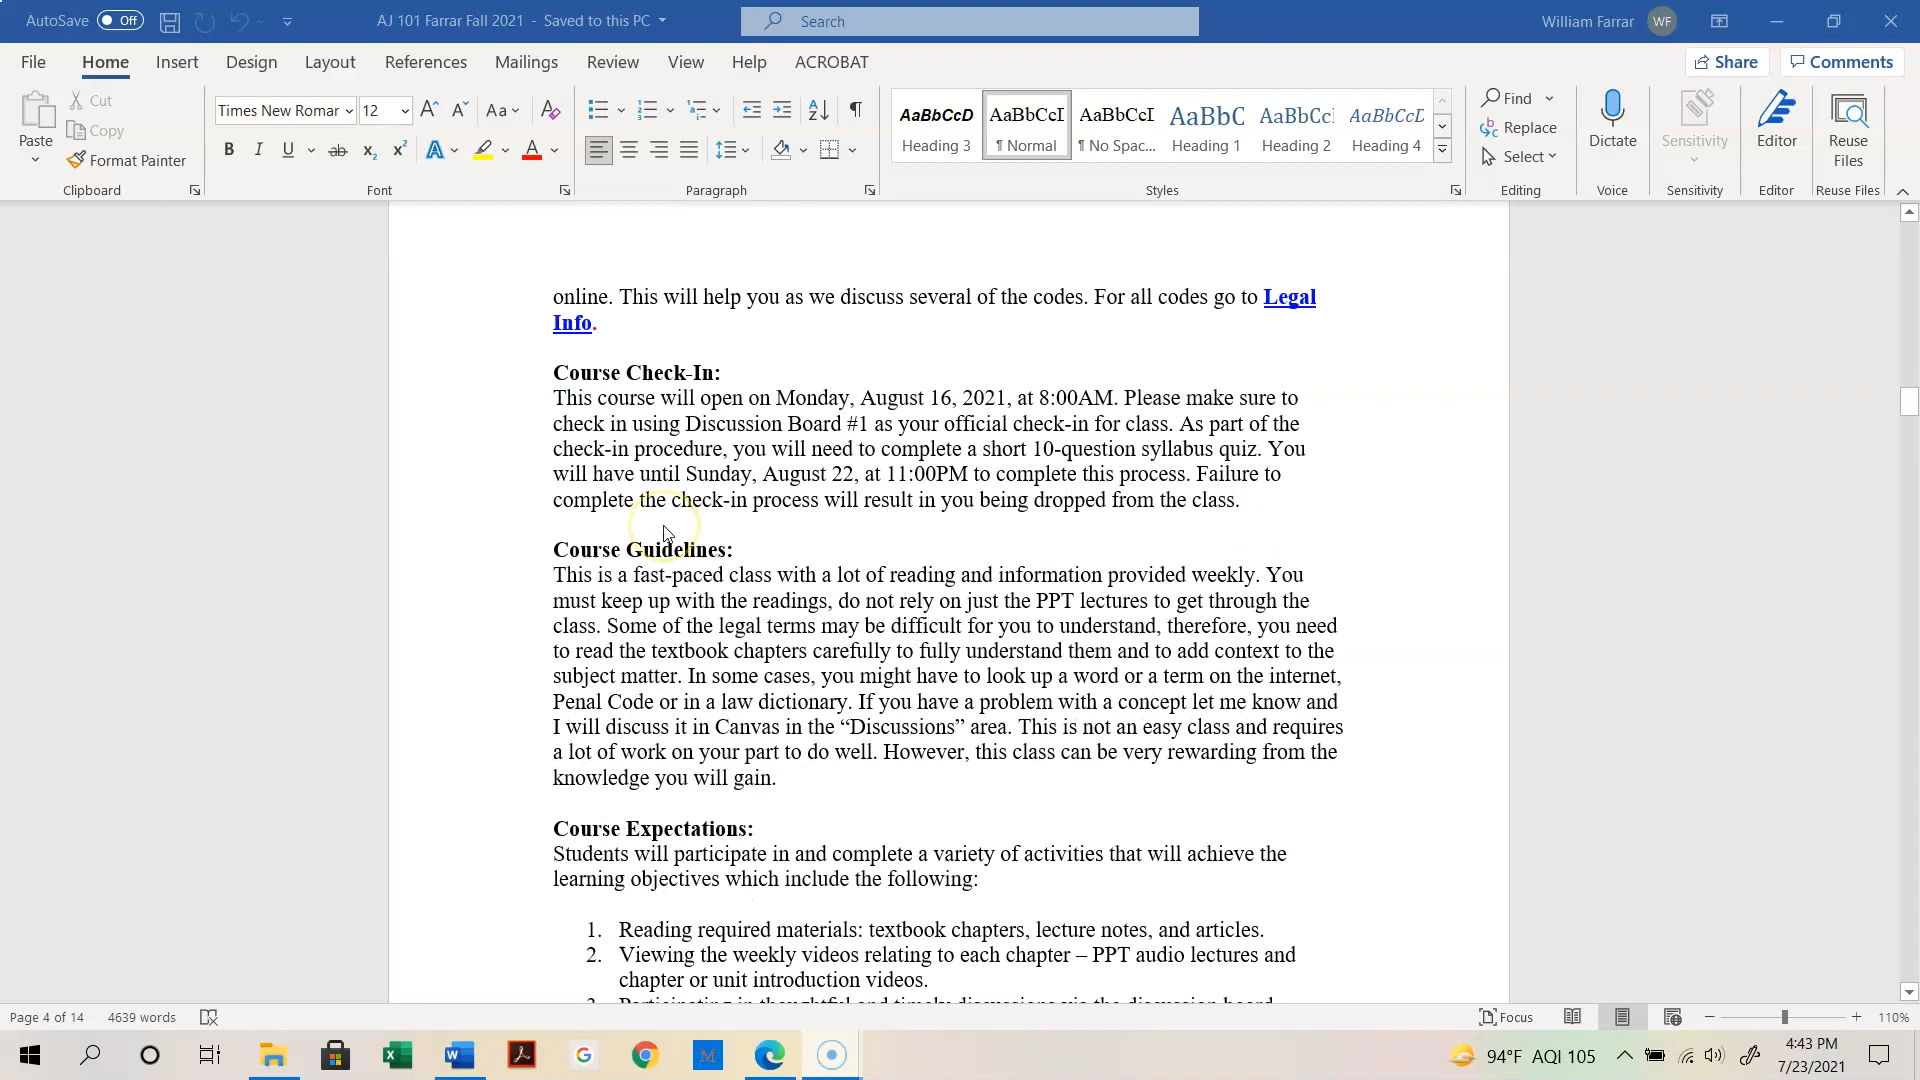 AutoSave Off AJ 101 Farrar Fall 2021 - Saved to this PC Search William Farrar WF
File Home Insert Design Layout References Mailings Review View Help ACROBAT Share Comments
Paste Cut Copy Format Painter
Times New Romar 12 Aa
B I U ab x₂ x² A A
AaBbCcD AaBbCcI AaBbCcI AaBbC AaBbCcI AaBbCcD
Heading 3 ¶ Normal ¶ No Spac... Heading 1 Heading 2 Heading 4
Find Replace Select
Dictate Sensitivity Editor Reuse Files
Clipboard Font Paragraph Styles Editing Voice Sensitivity Editor Reuse Files
online. This will help you as we discuss several of the codes. For all codes go to Legal
Info.
Course Check-In:
This course will open on Monday, August 16, 2021, at 8:00AM. Please make sure to
check in using Discussion Board #1 as your official check-in for class. As part of the
check-in procedure, you will need to complete a short 10-question syllabus quiz. You
will have until Sunday, August 22, at 11:00PM to complete this process. Failure to
complete the check-in process will result in you being dropped from the class.
Course Guidelines:
This is a fast-paced class with a lot of reading and information provided weekly. You
must keep up with the readings, do not rely on just the PPT lectures to get through the
class. Some of the legal terms may be difficult for you to understand, therefore, you need
to read the textbook chapters carefully to fully understand them and to add context to the
subject matter. In some cases, you might have to look up a word or a term on the internet,
Penal Code or in a law dictionary. If you have a problem with a concept let me know and
I will discuss it in Canvas in the “Discussions” area. This is not an easy class and requires
a lot of work on your part to do well. However, this class can be very rewarding from the
knowledge you will gain.
Course Expectations:
Students will participate in and complete a variety of activities that will achieve the
learning objectives which include the following:
1. Reading required materials: textbook chapters, lecture notes, and articles.
2. Viewing the weekly videos relating to each chapter – PPT audio lectures and
chapter or unit introduction videos.
3. Participating in thoughtful and timely discussions via the discussion board
Page 4 of 14 4639 words Focus 110%
94°F AQI 105 4:43 PM
7/23/2021